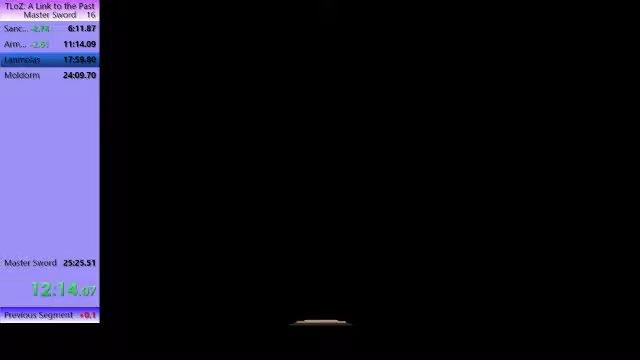 TLoZ: A Link to the Past
Master Sword 16
Sanc... -2.74 6:11.87
Arm... -2.61 11:14.09
Lanmolas 17:59.80
Moldorm 24:09.70
Master Sword 25:25.51
12:14.07
Previous Segment +0.1